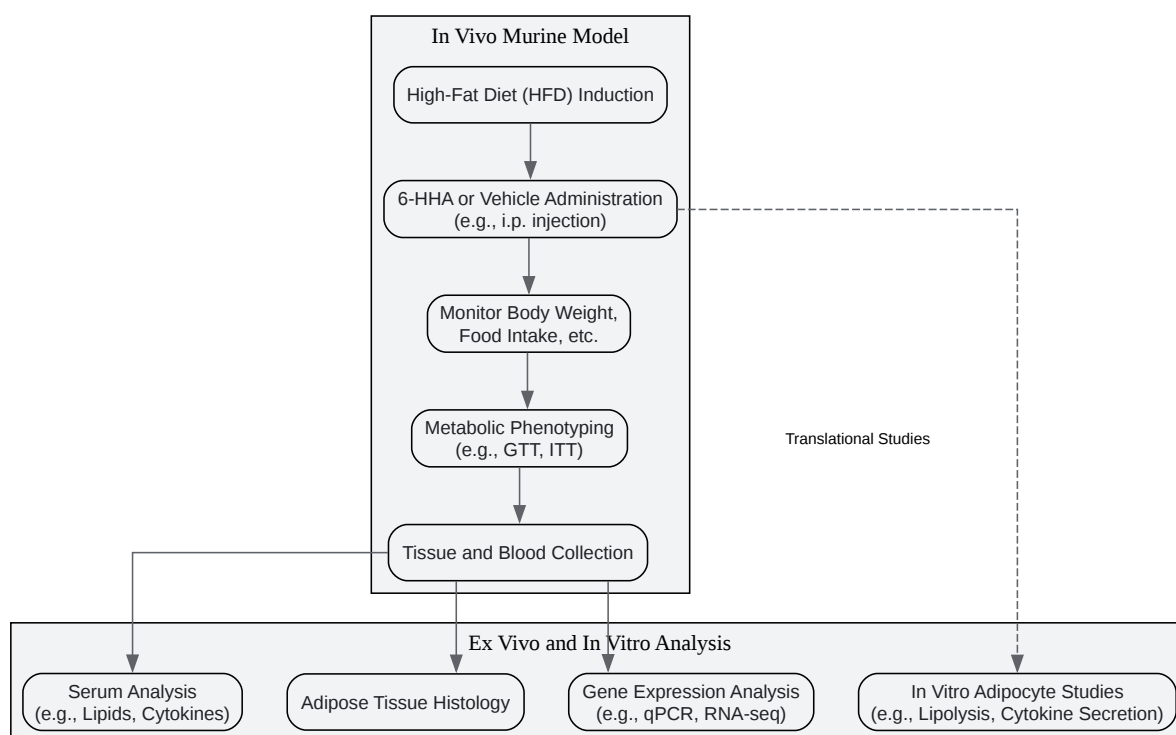 In Vivo Murine Model
High-Fat Diet (HFD) Induction
6-HHA or Vehicle Administration
(e.g., i.p. injection)
Monitor Body Weight,
Food Intake, etc.
Metabolic Phenotyping
(e.g., GTT, ITT)
Translational Studies
Tissue and Blood Collection
Ex Vivo and In Vitro Analysis
Serum Analysis
(e.g., Lipids, Cytokines)
Adipose Tissue Histology
Gene Expression Analysis
(e.g., qPCR, RNA-seq)
In Vitro Adipocyte Studies
(e.g., Lipolysis, Cytokine Secretion)